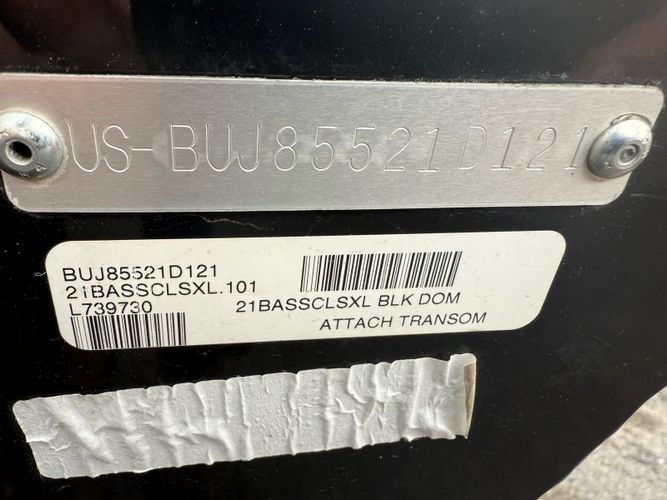 US-BUJ85521D121
BUJ85521D121
21BASSCLSXL.101
L739730
21BASSCLSXL BLK DOM
ATTACH TRANSOM